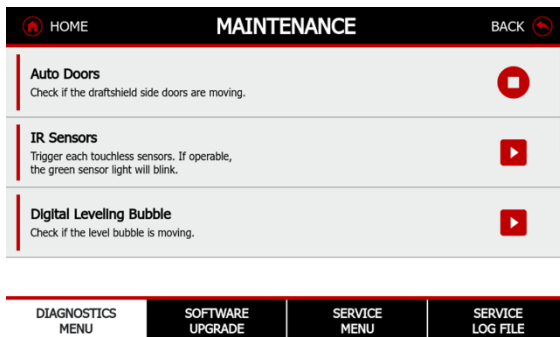 HOME
MAINTENANCE
BACK
Auto Doors
Check if the draftshield side doors are moving.
IR Sensors
Trigger each touchless sensors. If operable,
the green sensor light will blink.
Digital Leveling Bubble
Check if the level bubble is moving.
DIAGNOSTICS
MENU
SOFTWARE
UPGRADE
SERVICE
MENU
SERVICE
LOG FILE